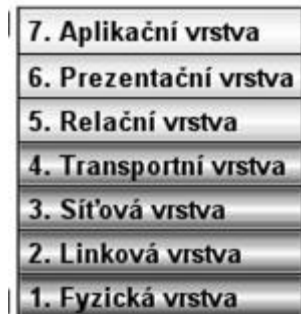 7. Aplikační vrstva
6. Prezentační vrstva
5. Relační vrstva
4. Transportní vrstva
3. Síťová vrstva
2. Linková vrstva
1. Fyzická vrstva